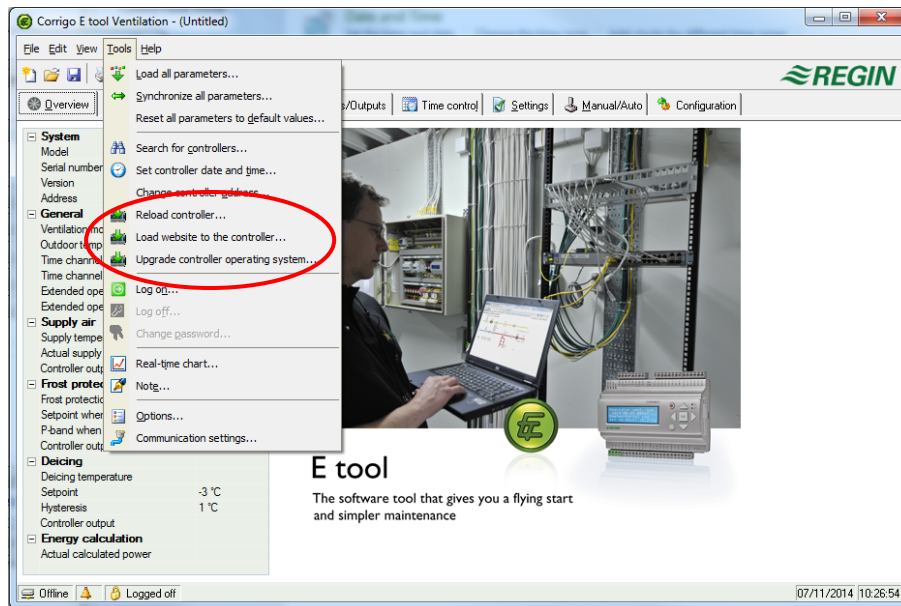 Corrigo E tool Ventilation - (Untitled)
File Edit View Tools Help
REGIN
Overview
s/Outputs Time control Settings Manual/Auto Configuration
Load all parameters...
Synchronize all parameters...
Reset all parameters to default values...
Search for controllers...
Set controller date and time...
Change controller address...
Reload controller...
Load website to the controller...
Upgrade controller operating system...
Log on...
Log off...
Change password...
Real-time chart...
Note...
Options...
Communication settings...
System
Model
Serial number
Version
Address
General
Ventilation mo
Outdoor temp
Time channel
Time channel
Extended ope
Extended ope
Supply air
Supply tempe
Actual supply
Controller outp
Frost protec
Frost protectio
Setpoint when
P-band when
Controller outp
Deicing
Deicing temperature
Setpoint -3 °C
Hysteresis 1 °C
Controller output
Energy calculation
Actual calculated power
E tool
The software tool that gives you a flying start
and simpler maintenance
Offline Logged off 07/11/2014 10:26:54